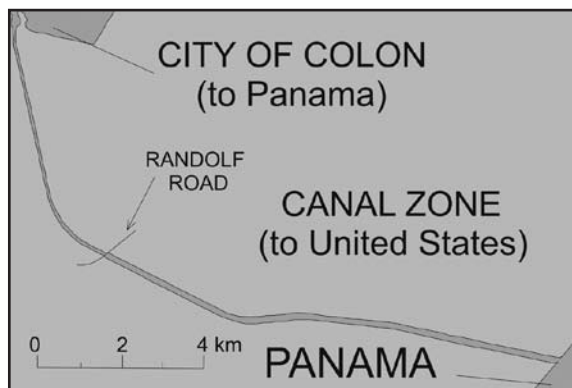 CITY OF COLON
(to Panama)
RANDOLF
ROAD
CANAL ZONE
(to United States)
0 2 4 km
PANAMA